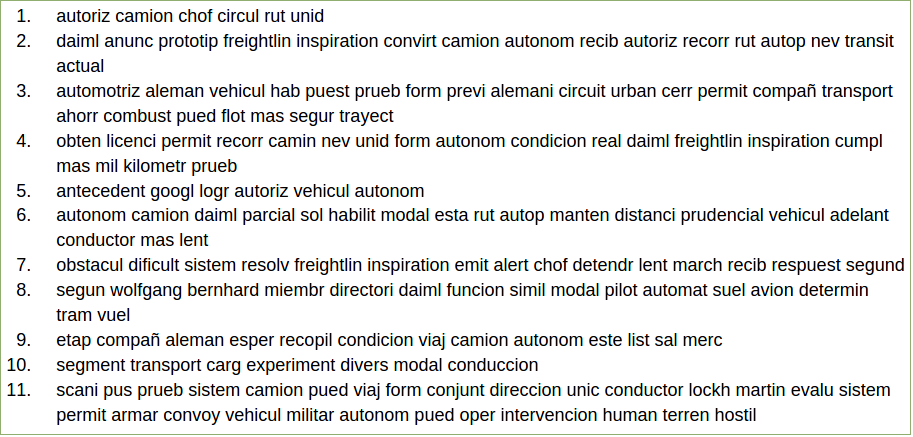 1. autoriz camion chof circul rut unid
2. daiml anunc prototip freightlin inspiration convirt camion autonom recib autoriz recorr rut autop nev transit
actual
3. automotriz aleman vehicul hab puest prueb form previ alemani circuit urban cerr permit compañ transport
ahorr combust pued flot mas segur trayect
4. obten licenci permit recorr camin nev unid form autonom condicion real daiml freightlin inspiration cumpl
mas mil kilometr prueb
5. antecedent googl logr autoriz vehicul autonom
6. autonom camion daiml parcial sol habilit modal esta rut autop manten distanci prudencial vehicul adelant
conductor mas lent
7. obstacul dificult sistem resolv freightlin inspiration emit alert chof detendr lent march recib respuest segund
8. segun wolfgang bernhard miembr directori daiml funcion simil modal pilot automat suel avion determin
tram vuel
9. etap compañ aleman esper recopil condicion viaj camion autonom este list sal merc
10. segment transport carg experiment divers modal conduccion
11. scani pus prueb sistem camion pued viaj form conjunt direccion unic conductor lockh martin evalu sistem
permit armar convoy vehicul militar autonom pued oper intervencion human terren hostil